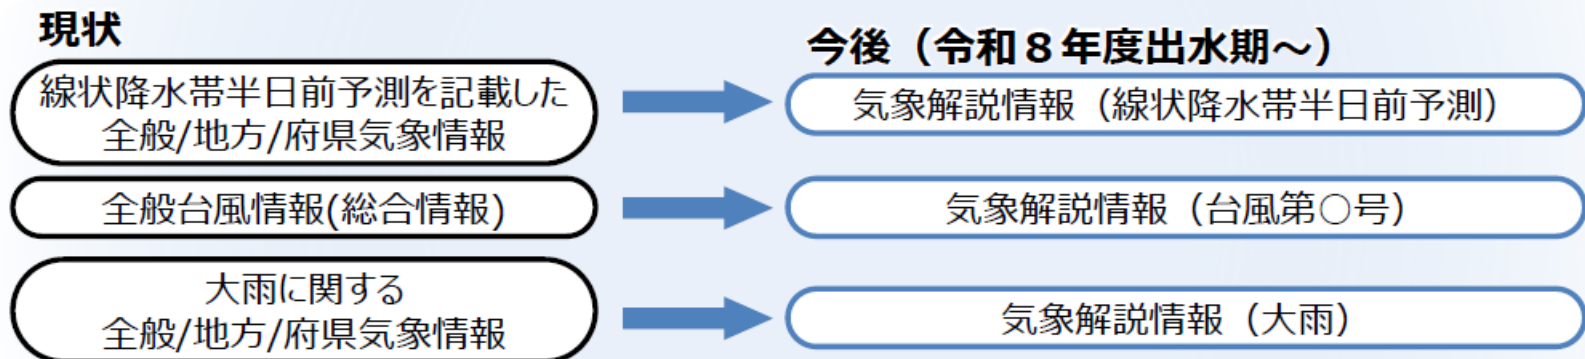 現状
今後（令和８年度出水期～）
線状降水帯半日前予測を記載した
全般/地方/府県気象情報
気象解説情報（線状降水帯半日前予測）
全般台風情報(総合情報)
気象解説情報（台風第○号）
大雨に関する
全般/地方/府県気象情報
気象解説情報（大雨）